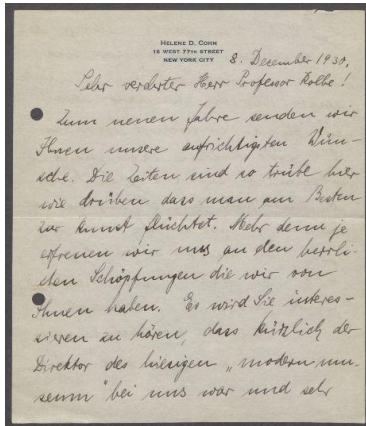 HELENE D. COHN
15 WEST 77TH STREET
NEW YORK CITY
8. Dezember 1930.
Sehr verehrter Herr Professor Kolbe!
Zum neuen Jahre senden wir
Ihnen unsere aufrichtigsten Wün-
sche. Die Zeiten sind so trübe hier
wie drüben dass man am Besten
zur Kunst flüchtet. Mehr denn je
erfreuen wir uns an den herrli-
chen Schöpfungen die wir von
Ihnen haben. Es wird Sie interes-
sieren zu hören, dass kürzlich der
Direktor des hiesigen „modern mu-
seum" bei uns war und sehr